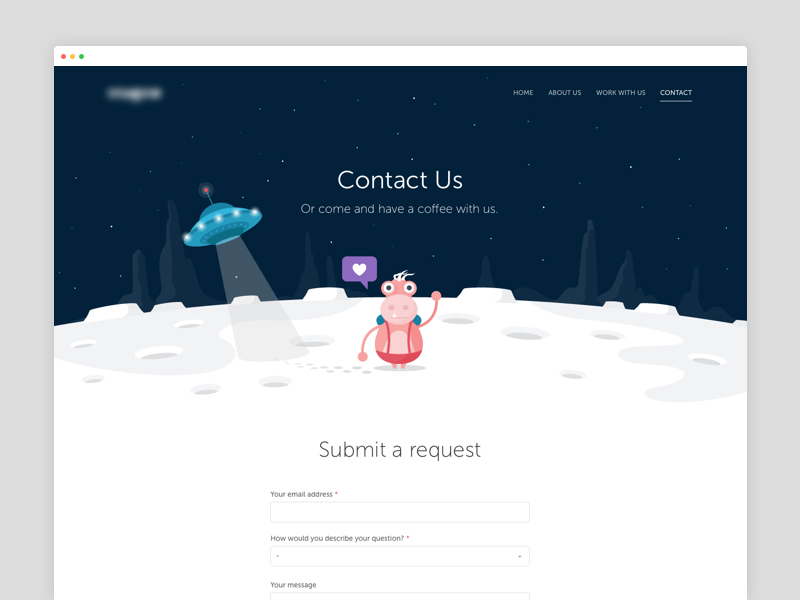 HOME ABOUT US WORK WITH US CONTACT
Contact Us
Or come and have a coffee with us.
Submit a request
Your email address *
How would you describe your question? *
-
Your message